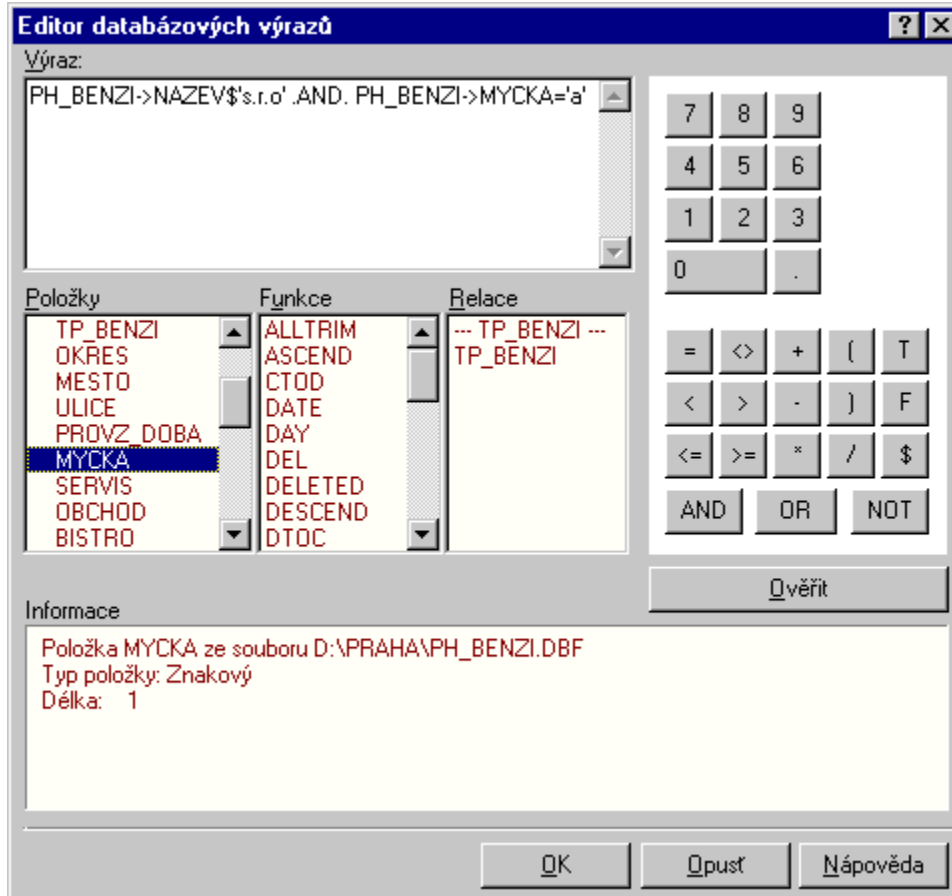 Editor databázových výrazů
Výraz:
PH_BENZI->NAZEV$'s.r.o' .AND. PH_BENZI->MYCKA='a'
7 8 9
4 5 6
1 2 3
0 .
= <> + ( T
< > - ) F
<= >= * / $
AND OR NOT
Položky
TP_BENZI
OKRES
MESTO
ULICE
PROVZ_DOBA
MYCKA
SERVIS
OBCHOD
BISTRO
Funkce
ALLTRIM
ASCEND
CTOD
DATE
DAY
DEL
DELETED
DESCEND
DTOC
Relace
--- TP_BENZI ---
TP_BENZI
Ověřit
Informace
Položka MYCKA ze souboru D:\PRAHA\PH_BENZI.DBF
Typ položky: Znakový
Délka: 1
OK Opusť Nápověda